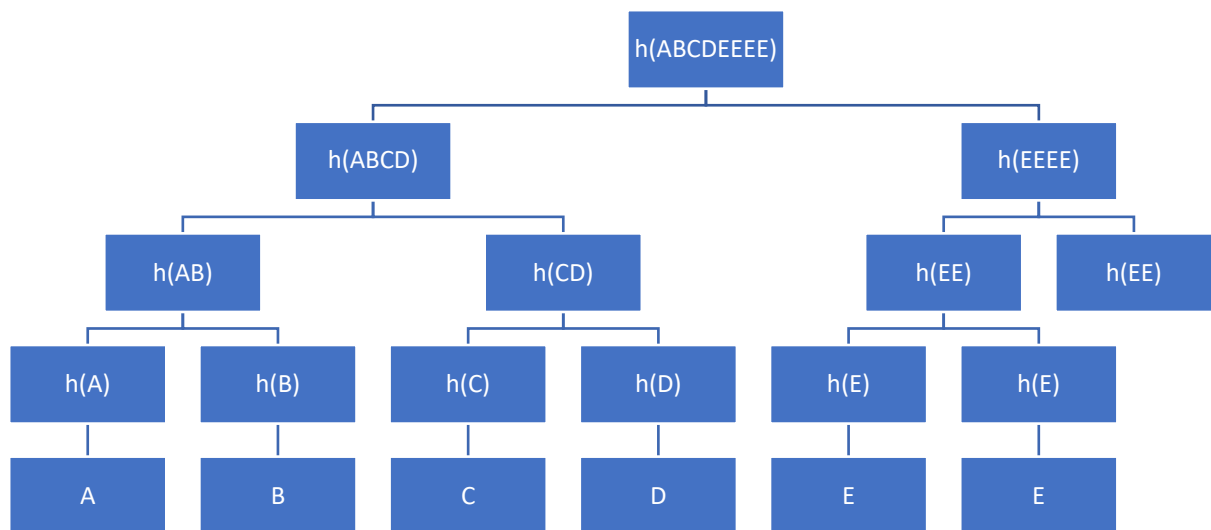 h(ABCDEEEE)
h(ABCD)
h(EEEE)
h(AB)
h(CD)
h(EE)
h(EE)
h(A)
h(B)
h(C)
h(D)
h(E)
h(E)
A
B
C
D
E
E